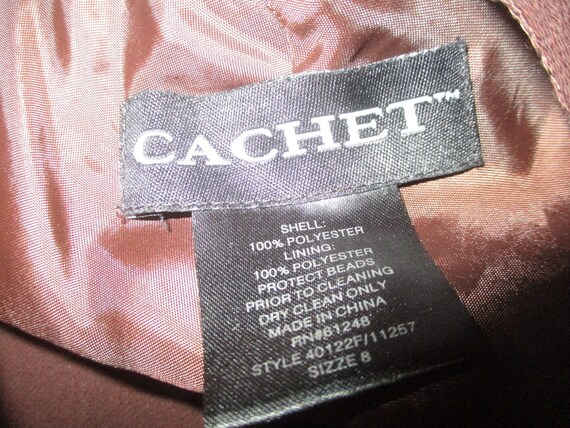 CACHET™
SHELL:
100% POLYESTER
LINING:
100% POLYESTER
PROTECT BEADS
PRIOR TO CLEANING
DRY CLEAN ONLY
MADE IN CHINA
RN#81248
STYLE 40122F/11257
SIZZE 8